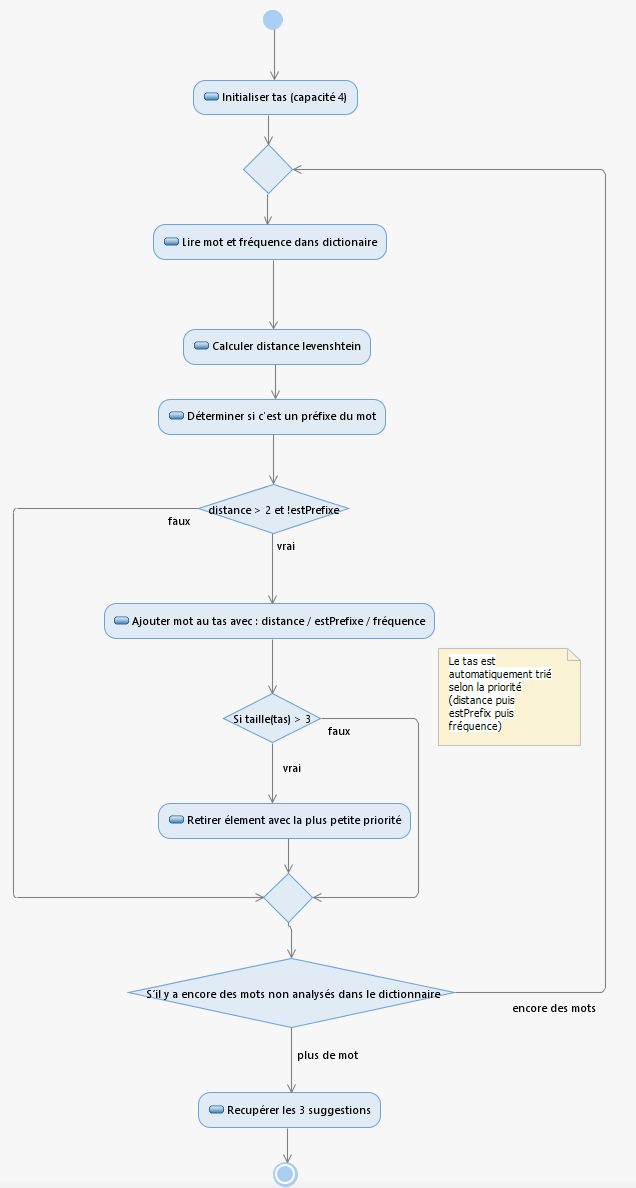 Initialiser tas (capacité 4)
Lire mot et fréquence dans dictionaire
Calculer distance levenshtein
Déterminer si c'est un préfixe du mot
distance > 2 et !estPrefixe
faux
vrai
Ajouter mot au tas avec : distance / estPrefixe / fréquence
Le tas est
automatiquement trié
selon la priorité
(distance puis
estPrefix puis
fréquence)
Si taille(tas) > 3
faux
vrai
Retirer élement avec la plus petite priorité
S'il y a encore des mots non analysés dans le dictionnaire
encore des mots
plus de mot
Recupérer les 3 suggestions